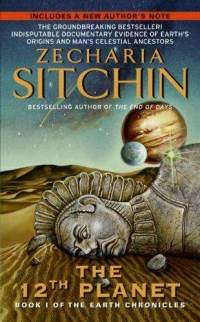 INCLUDES A NEW AUTHOR'S NOTE
THE GROUNDBREAKING BESTSELLER!
INDISPUTABLE DOCUMENTARY EVIDENCE OF EARTH'S
ORIGINS AND MAN'S CELESTIAL ANCESTORS
ZECHARIA
SITCHIN
BESTSELLING AUTHOR OF THE END OF DAYS
THE
12TH PLANET
BOOK I OF THE EARTH CHRONICLES